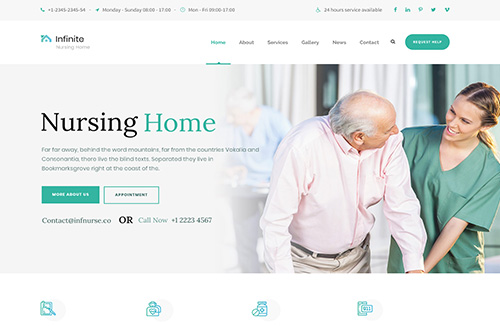 +1-2345-2345-54
Monday - Sunday 08:00 - 17:00
Mon - Fri 09:00-17:00
24 hours service available
Infinite
Nursing Home
Home
About
Services
Gallery
News
Contact
REQUEST HELP
Nursing Home
Far far away, behind the word mountains, far from the countries Vokalia and
Consonantia, there live the blind texts. Separated they live in
Bookmarksgrove right at the coast of the.
MORE ABOUT US
APPOINTMENT
Contact@infnurse.co OR Call Now +1 2223 4567
911